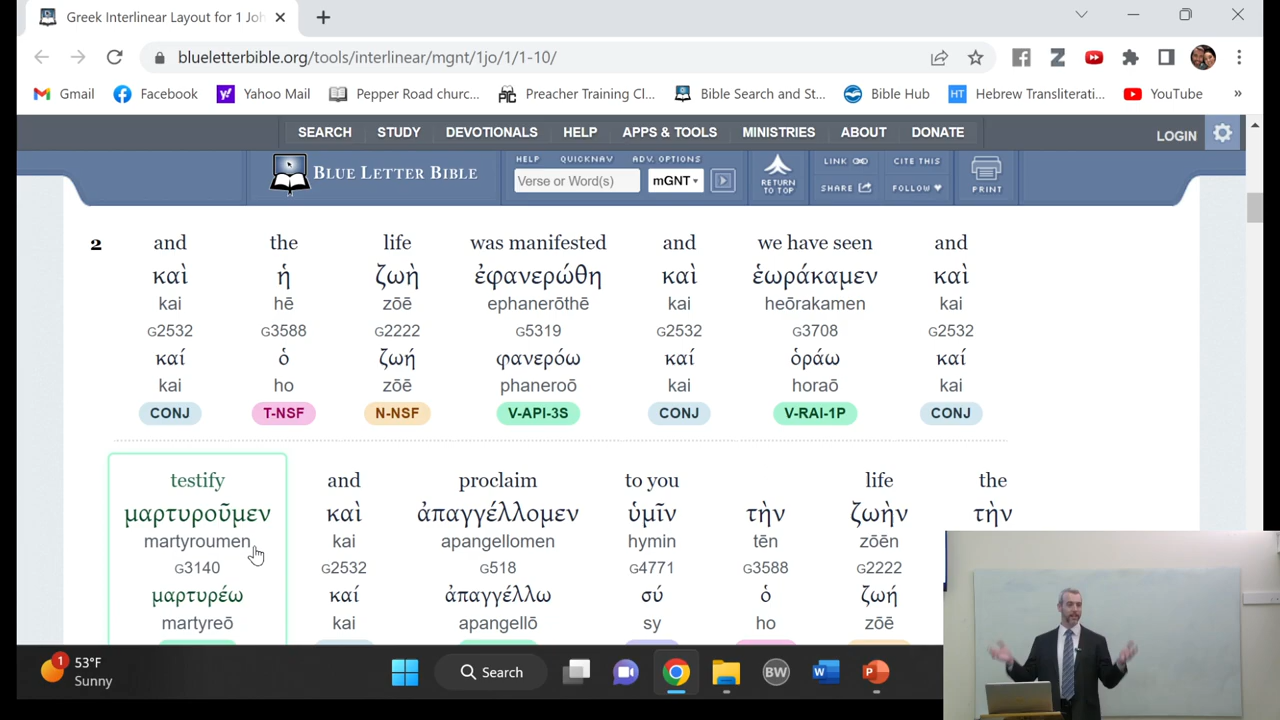 Greek Interlinear Layout for 1 Joh
blueletterbible.org/tools/interlinear/mgnt/1jo/1/1-10/
Gmail Facebook Yahoo Mail Pepper Road churc... Preacher Training Cl... Bible Search and St... Bible Hub HT Hebrew Transliterati... YouTube »
SEARCH STUDY DEVOTIONALS HELP APPS & TOOLS MINISTRIES ABOUT DONATE LOGIN
BLUE LETTER BIBLE
HELP QUICKNAV ADV. OPTIONS
Verse or Word(s) mGNT
RETURN TO TOP
LINK CITE THIS
SHARE FOLLOW
PRINT
2 and the life was manifested and we have seen and
καὶ ἡ ζωὴ ἐφανερώθη καὶ ἑωράκαμεν καὶ
kai hē zōē ephanerōthē kai heōrakamen kai
G2532 G3588 G2222 G5319 G2532 G3708 G2532
καί ὁ ζωή φανερόω καί ὁράω καί
kai ho zōē phaneroō kai horaō kai
CONJ T-NSF N-NSF V-API-3S CONJ V-RAI-1P CONJ
testify and proclaim to you life the
μαρτυροῦμεν καὶ ἀπαγγέλλομεν ὑμῖν τὴν ζωὴν τὴν
martyroumen kai apangellomen hymin tēn zōēn
G3140 G2532 G518 G4771 G3588 G2222
μαρτυρέω καί ἀπαγγέλλω σύ ὁ ζωή
martyreō kai apangellō sy ho zōē
1 53°F
Sunny
Search
BW